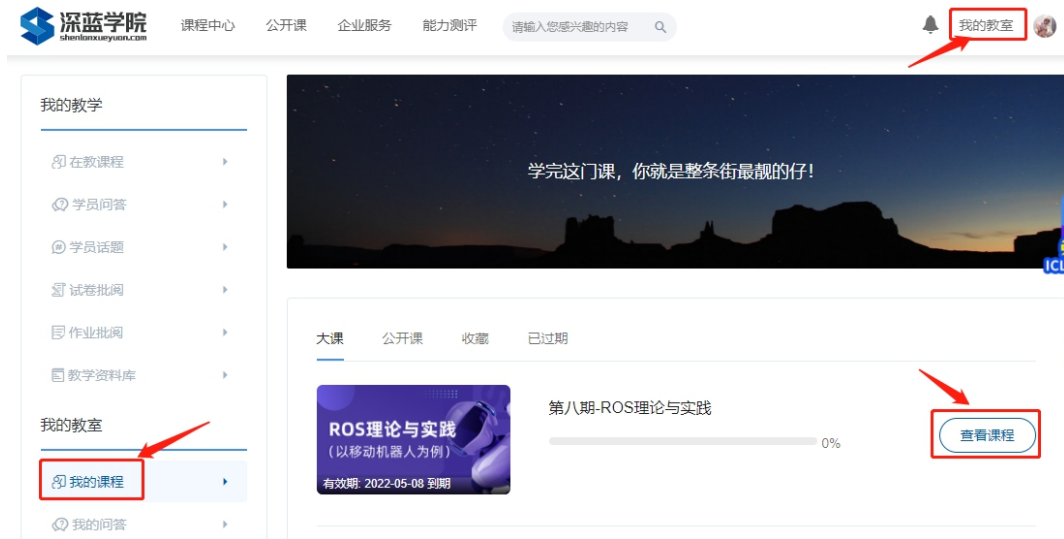 深蓝学院
shenlanxueyuan.com
课程中心
公开课
企业服务
能力测评
请输入您感兴趣的内容
我的教室
我的教学
在教课程
学员问答
学员话题
试卷批阅
作业批阅
教学资料库
我的教室
我的课程
我的问答
学完这门课，你就是整条街最靓的仔！
ICL
大课
公开课
收藏
已过期
ROS理论与实践
（以移动机器人为例）
有效期: 2022-05-08 到期
第八期-ROS理论与实践
0%
查看课程